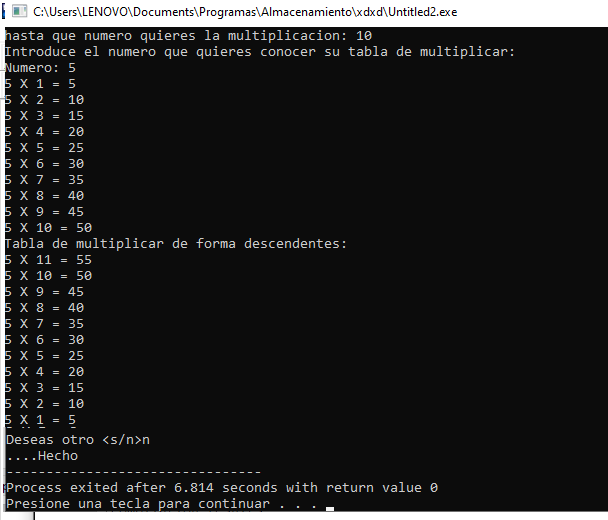 C:\Users\LENOVO\Documents\Programas\Almacenamiento\xdxd\Untitled2.exe
hasta que numero quieres la multiplicacion: 10
Introduce el numero que quieres conocer su tabla de multiplicar:
Numero: 5
5 X 1 = 5
5 X 2 = 10
5 X 3 = 15
5 X 4 = 20
5 X 5 = 25
5 X 6 = 30
5 X 7 = 35
5 X 8 = 40
5 X 9 = 45
5 X 10 = 50
Tabla de multiplicar de forma descendentes:
5 X 11 = 55
5 X 10 = 50
5 X 9 = 45
5 X 8 = 40
5 X 7 = 35
5 X 6 = 30
5 X 5 = 25
5 X 4 = 20
5 X 3 = 15
5 X 2 = 10
5 X 1 = 5
Deseas otro <s/n>n
....Hecho
--------------------------------
Process exited after 6.814 seconds with return value 0
Presione una tecla para continuar . . .